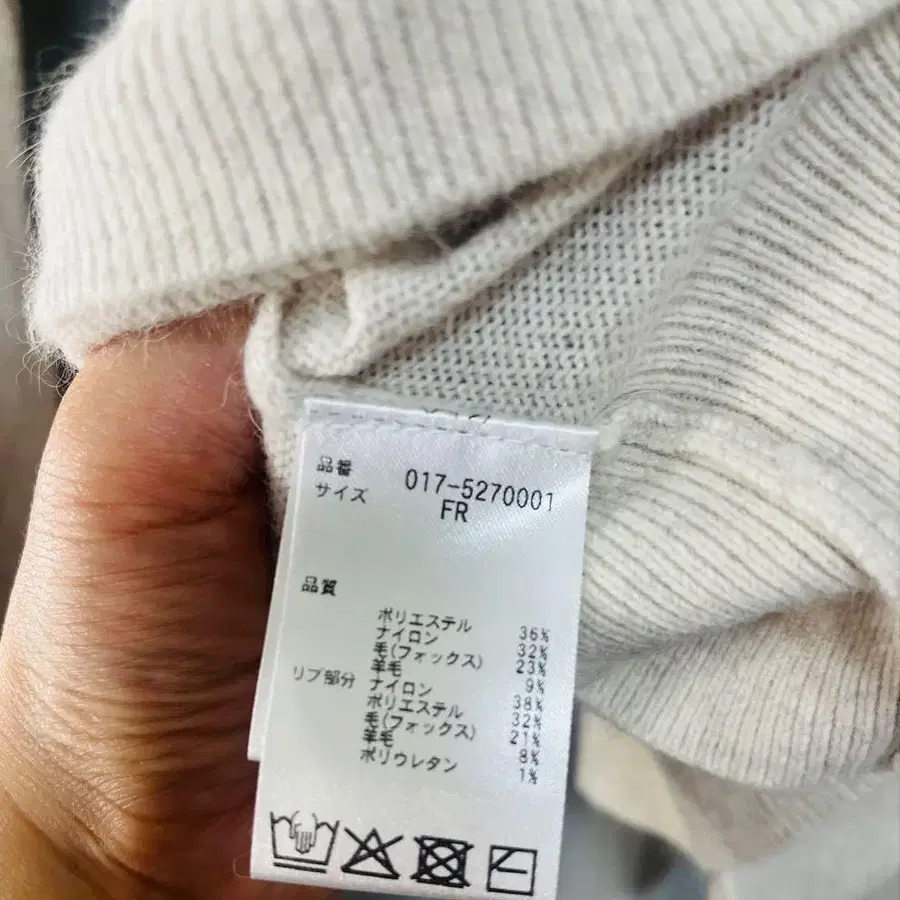 品番 017-5270001
サイズ FR
品質
ポリエステル 36%
ナイロン 32%
毛(フォックス) 23%
羊毛 9%
リブ部分 ナイロン 38%
ポリエステル 32%
毛(フォックス) 21%
羊毛 8%
ポリウレタン 1%